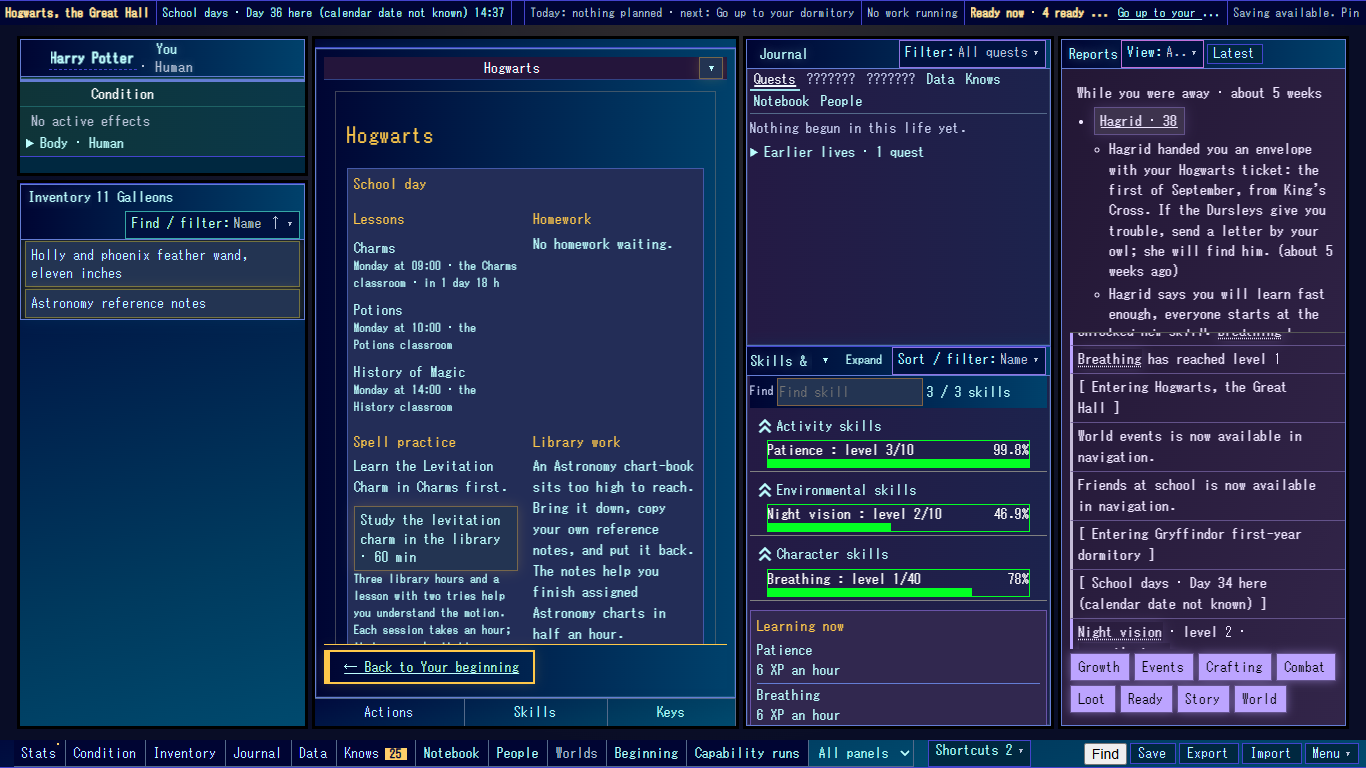 Hogwarts, the Great Hall
School days · Day 36 here (calendar date not known) 14:37
Today: nothing planned · next: Go up to your dormitory
No work running
Ready now · 4 ready ...
Go up to your ...
Saving available. Pin
Harry Potter · You
Human
Condition
No active effects
▶ Body · Human
Inventory 11 Galleons
Find / filter: Name ↑ ▾
Holly and phoenix feather wand,
eleven inches
Astronomy reference notes
Hogwarts
▾
Hogwarts
School day
Lessons
Charms
Monday at 09:00 · the Charms
classroom · in 1 day 18 h
Potions
Monday at 10:00 · the
Potions classroom
History of Magic
Monday at 14:00 · the
History classroom
Homework
No homework waiting.
Spell practice
Learn the Levitation
Charm in Charms first.
Study the levitation
charm in the library
· 60 min
Three library hours and a
lesson with two tries help
you understand the motion.
Each session takes an hour;
Library work
An Astronomy chart-book
sits too high to reach.
Bring it down, copy
your own reference
notes, and put it back.
The notes help you
finish assigned
Astronomy charts in
half an hour.
← Back to Your beginning
Actions
Skills
Keys
Journal
Filter: All quests ▾
Quests ??????? ??????? Data Knows
Notebook People
Nothing begun in this life yet.
▶ Earlier lives · 1 quest
Skills & ▾ Expand Sort / filter: Name ▾
Find Find skill 3 / 3 skills
Activity skills
Patience : level 3/10 99.8%
Environmental skills
Night vision : level 2/10 46.9%
Character skills
Breathing : level 1/40 78%
Learning now
Patience
6 XP an hour
Breathing
6 XP an hour
Reports View: A.. ▾ Latest
While you were away · about 5 weeks
• Hagrid · 38
Hagrid handed you an envelope
with your Hogwarts ticket: the
first of September, from King's
Cross. If the Dursleys give you
trouble, send a letter by your
owl; she will find him. (about 5
weeks ago)
Hagrid says you will learn fast
enough, everyone starts at the
Breathing has reached level 1
[ Entering Hogwarts, the Great
Hall ]
World events is now available in
navigation.
Friends at school is now available
in navigation.
[ Entering Gryffindor first-year
dormitory ]
[ School days · Day 34 here
(calendar date not known) ]
Night vision · level 2 ·
Growth Events Crafting Combat
Loot Ready Story World
Stats Condition Inventory Journal Data Knows 25 Notebook People Worlds Beginning Capability runs All panels Shortcuts 2 ▾ Find Save Export Import Menu ▾